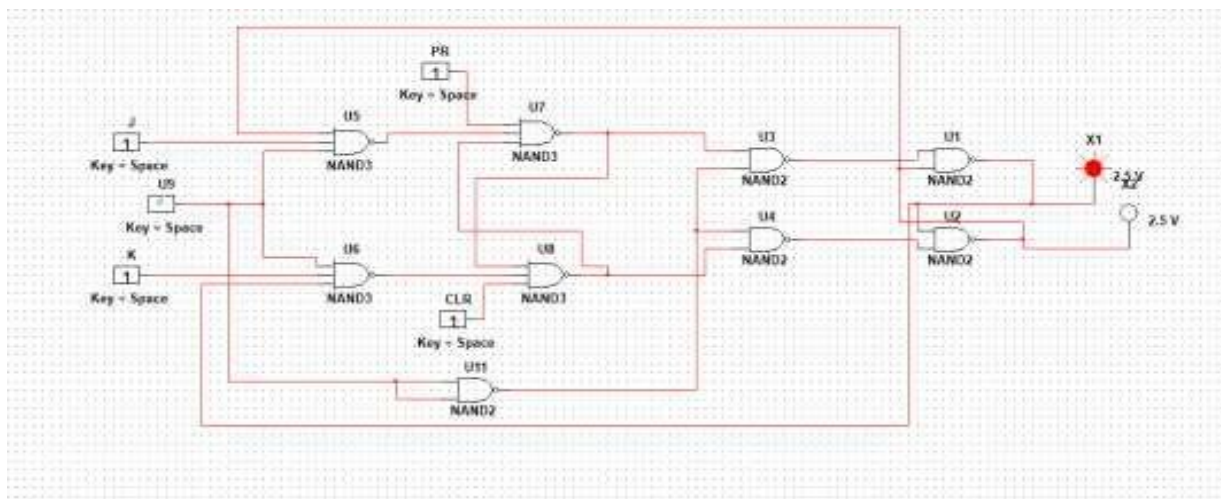 PR
1
Key = Space
J
1
Key = Space
U5
NAND3
U7
NAND3
U3
NAND2
U1
NAND2
X1
2.5 V
X2
2.5 V
U9
Key = Space
K
1
Key = Space
U6
NAND3
U8
NAND3
U4
NAND2
U2
NAND2
CLR
1
Key = Space
U11
NAND2